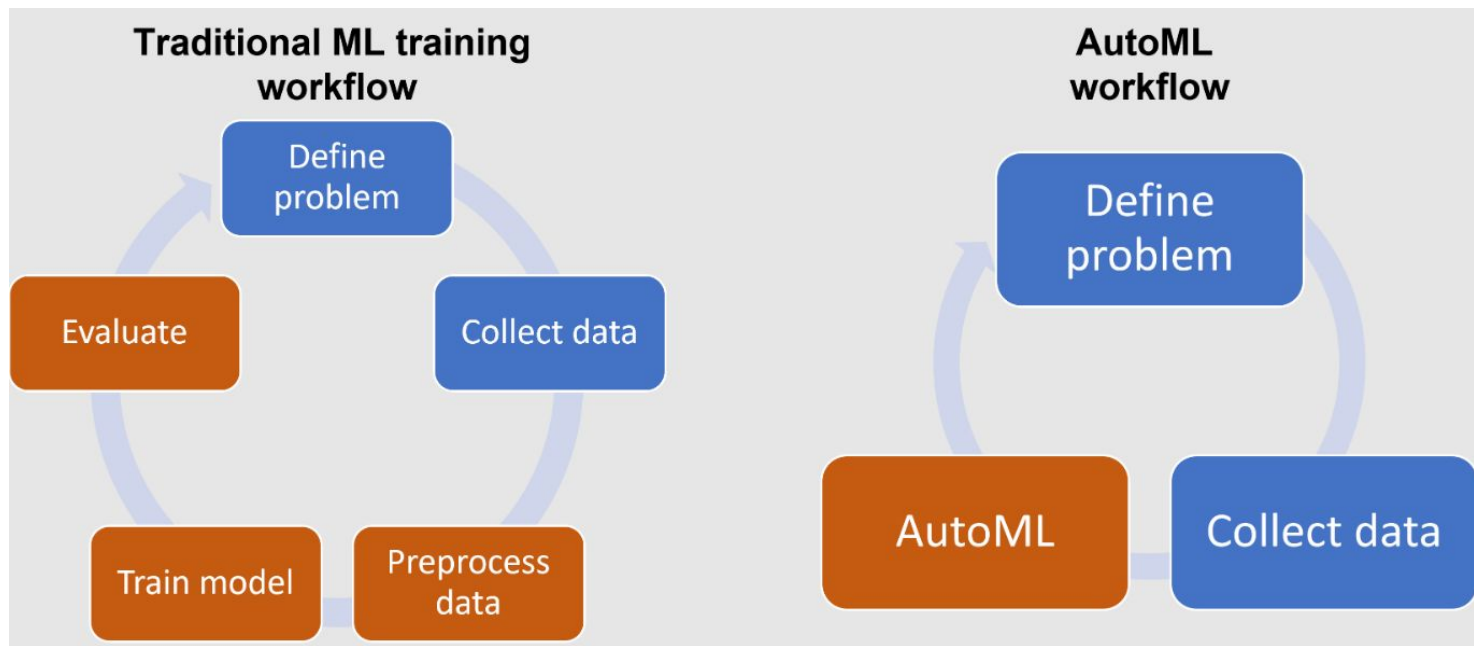 Traditional ML training
workflow
Define
problem
Collect data
Preprocess
data
Train model
Evaluate
AutoML
workflow
Define
problem
Collect data
AutoML